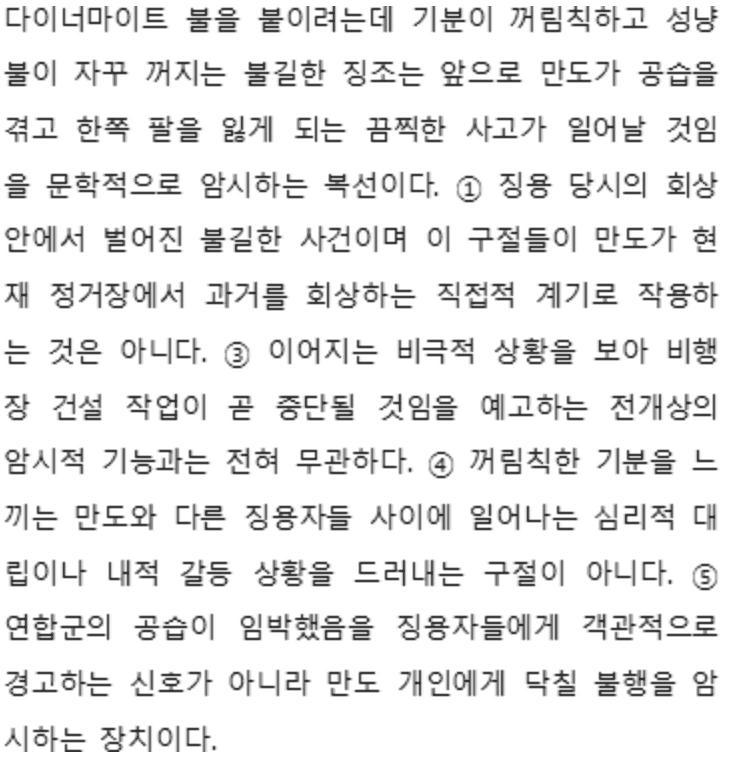 다이너마이트 불을 붙이려는데 기분이 꺼림칙하고 성냥
불이 자꾸 꺼지는 불길한 징조는 앞으로 만도가 공습을
겪고 한쪽 팔을 잃게 되는 끔찍한 사고가 일어날 것임
을 문학적으로 암시하는 복선이다. ① 징용 당시의 회상
안에서 벌어진 불길한 사건이며 이 구절들이 만도가 현
재 정거장에서 과거를 회상하는 직접적 계기로 작용하
는 것은 아니다. ③ 이어지는 비극적 상황을 보아 비행
장 건설 작업이 곧 중단될 것임을 예고하는 전개상의
암시적 기능과는 전혀 무관하다. ④ 꺼림칙한 기분을 느
끼는 만도와 다른 징용자들 사이에 일어나는 심리적 대
립이나 내적 갈등 상황을 드러내는 구절이 아니다. ⑤
연합군의 공습이 임박했음을 징용자들에게 객관적으로
경고하는 신호가 아니라 만도 개인에게 닥칠 불행을 암
시하는 장치이다.